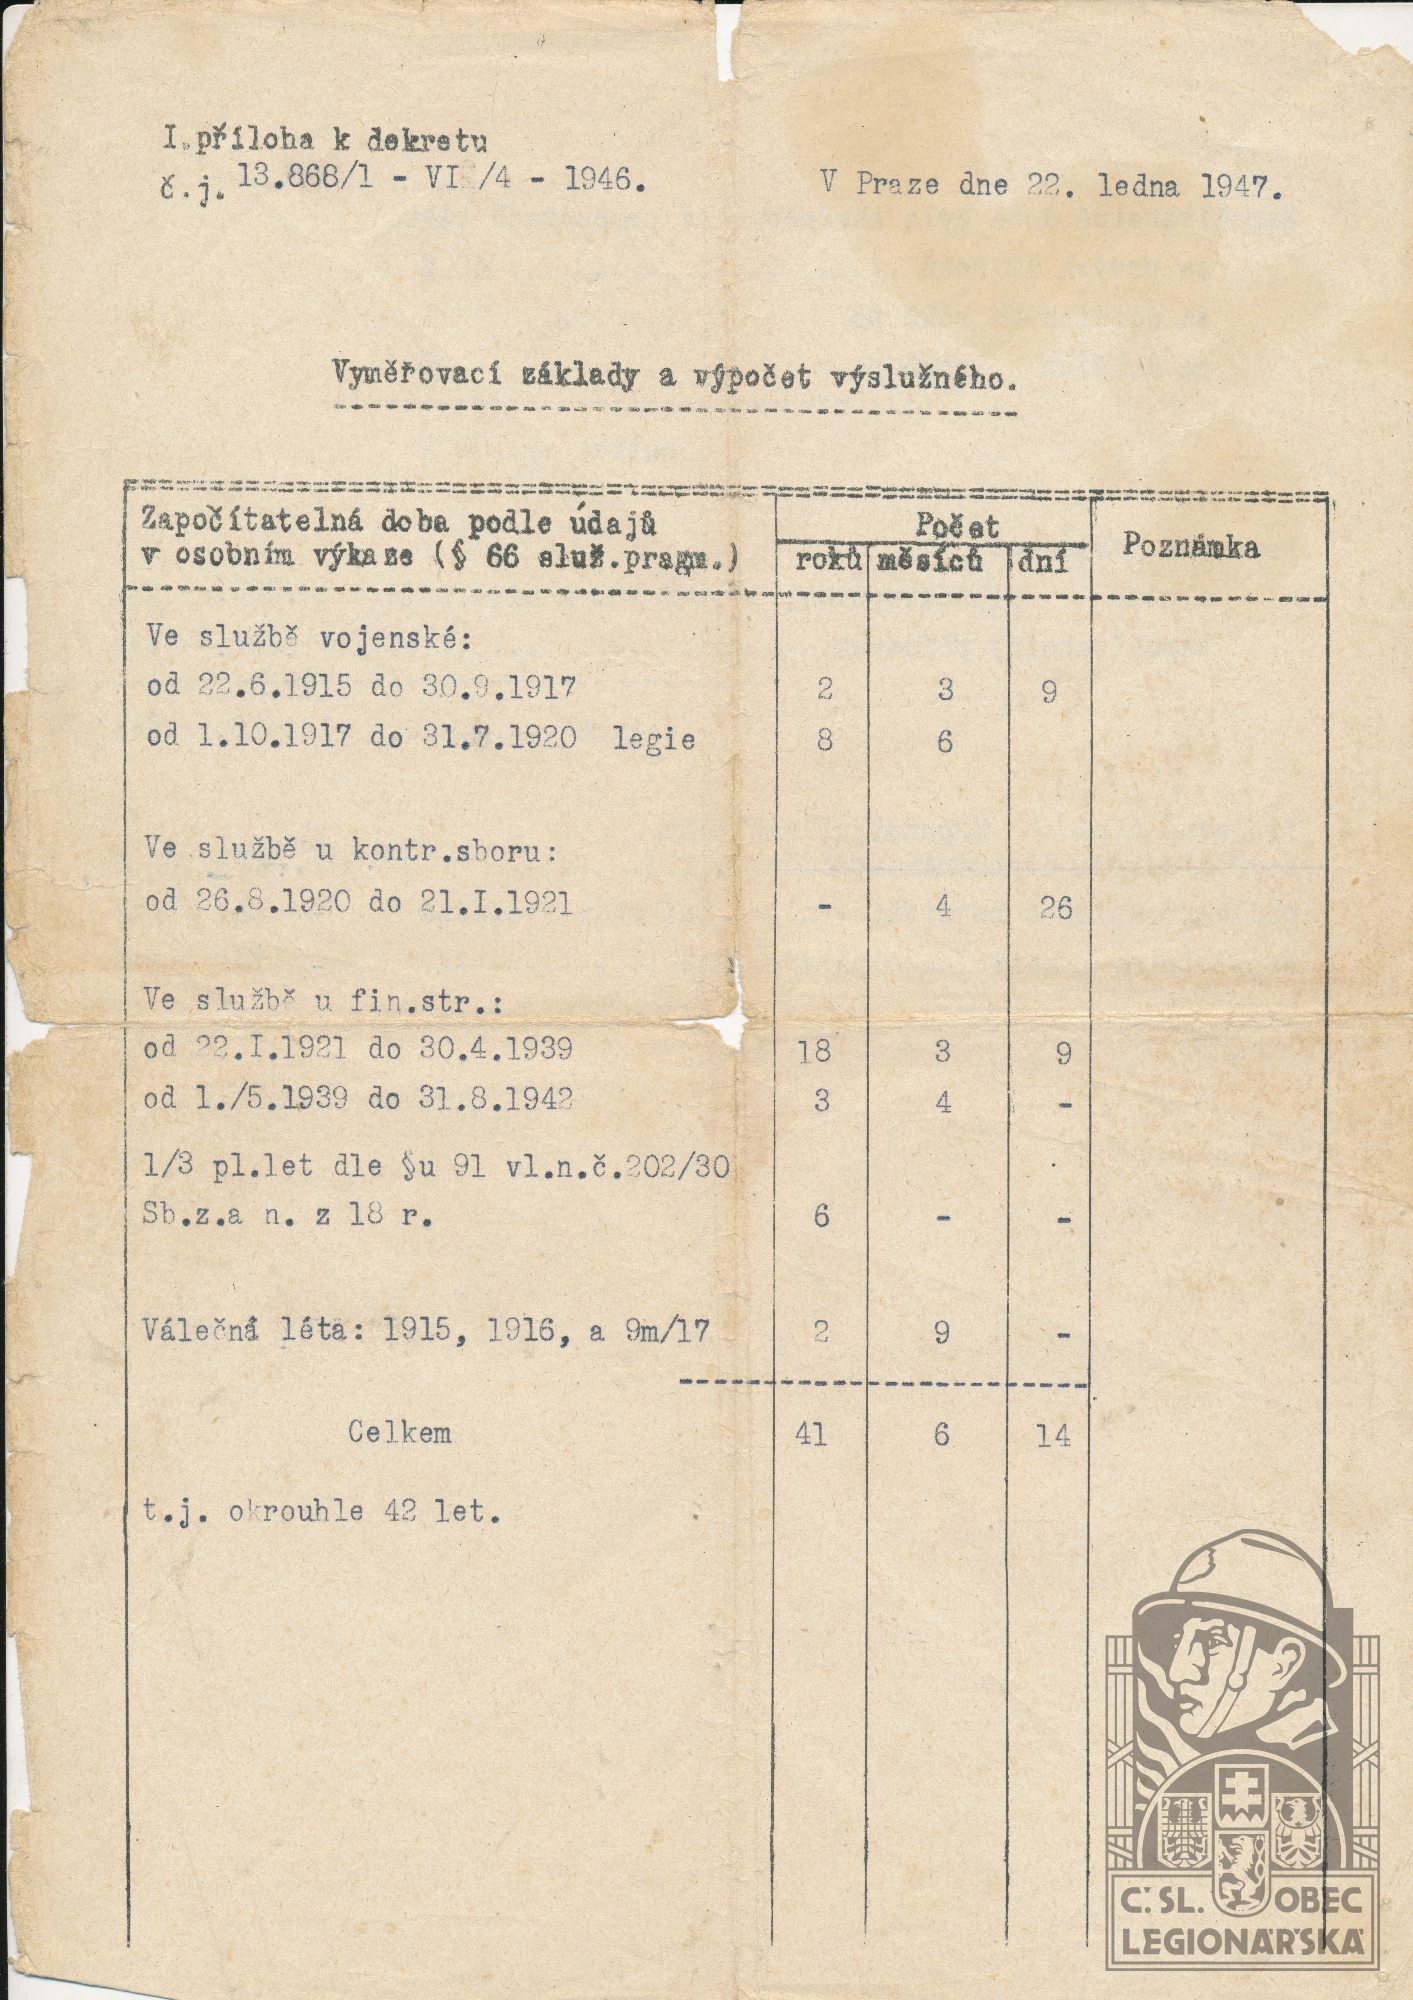 I.příloha k dekretu
č.j. 13.868/1 - VI /4 - 1946.
V Praze dne 22. ledna 1947.
Vyměřovací základy a výpočet výslužného.
Započítatelná doba podle údajů
v osobním výkaze (§ 66 služ.pragm.)
Počet
roků měsíců dní
Poznámka
Ve službě vojenské:
od 22.6.1915 do 30.9.1917 2 3 9
od 1.10.1917 do 31.7.1920 legie 8 6
Ve službě u kontr.sboru:
od 26.8.1920 do 21.I.1921 - 4 26
Ve službě u fin.str.:
od 22.I.1921 do 30.4.1939 18 3 9
od 1./5.1939 do 31.8.1942 3 4 -
1/3 pl.let dle §u 91 vl.n.č.202/30
Sb.z.a n. z 18 r. 6 - -
Válečná léta: 1915, 1916, a 9m/17 2 9 -
Celkem 41 6 14
t.j. okrouhle 42 let.
Č. SL. OBEC
LEGIONÁŘSKÁ